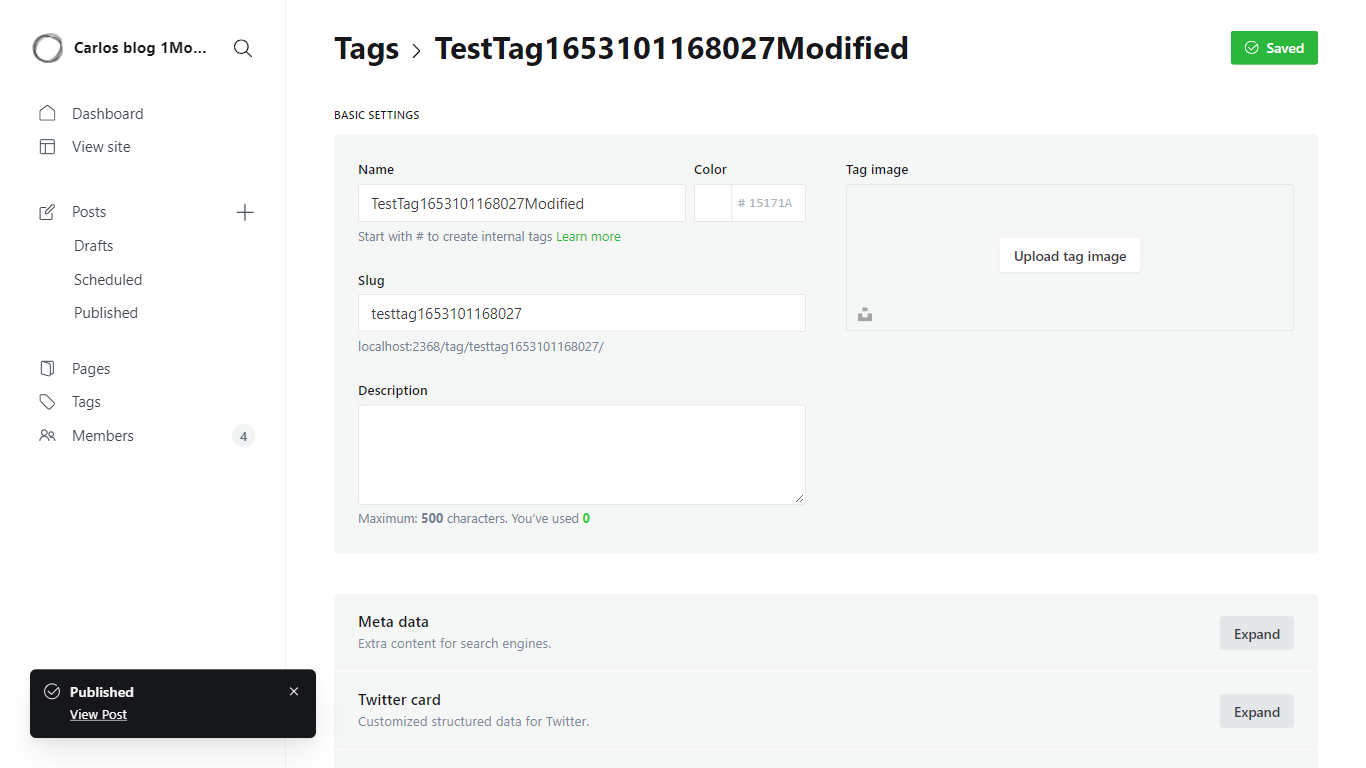 Carlos blog 1Mo...
Dashboard
View site
Posts
Drafts
Scheduled
Published
Pages
Tags
Members 4
Published
View Post
Tags > TestTag1653101168027Modified
Saved
BASIC SETTINGS
Name
TestTag1653101168027Modified
Start with # to create internal tags Learn more
Color
# 15171A
Slug
testtag1653101168027
localhost:2368/tag/testtag1653101168027/
Description
Maximum: 500 characters. You've used 0
Tag image
Upload tag image
Meta data
Extra content for search engines.
Expand
Twitter card
Customized structured data for Twitter.
Expand